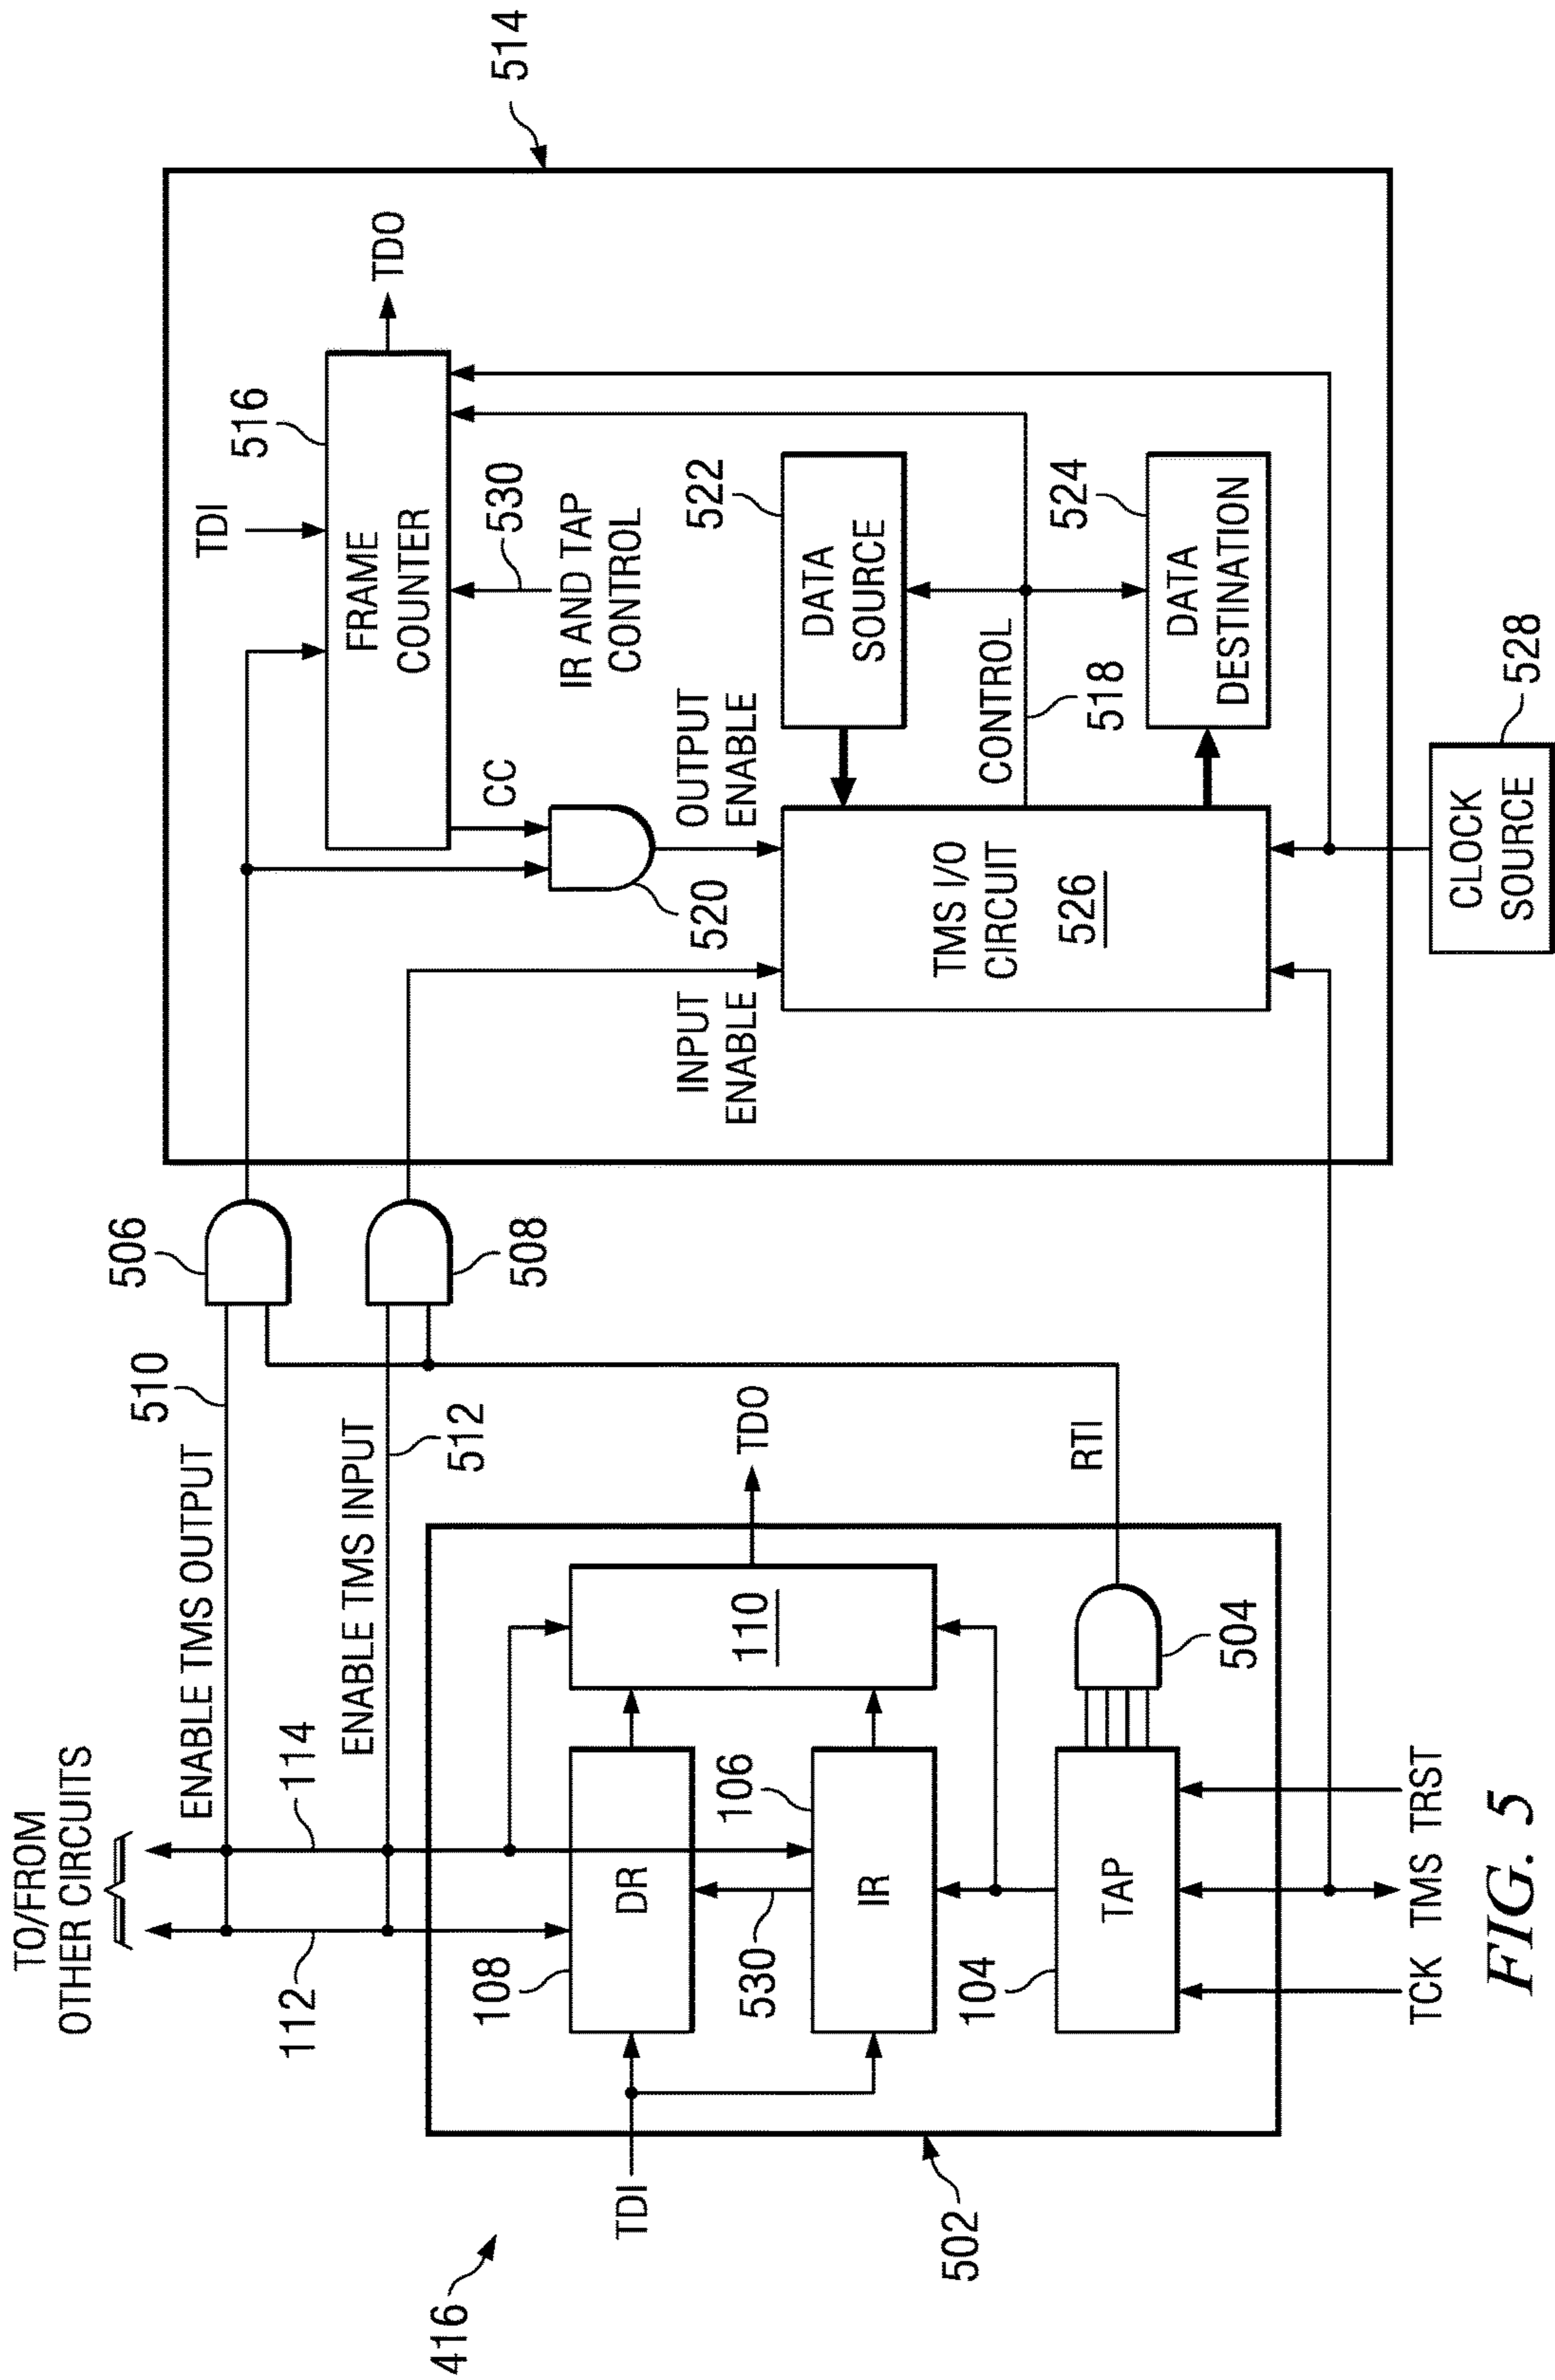 TO/FROM
OTHER CIRCUITS
416
112
114
ENABLE TMS OUTPUT
510
506
ENABLE TMS INPUT
512
508
514
TDI
516
FRAME
COUNTER
TDO
530
IR AND TAP
CONTROL
CC
520
OUTPUT
ENABLE
INPUT
ENABLE
522
DATA
SOURCE
TMS I/O
CIRCUIT
526
CONTROL
518
524
DATA
DESTINATION
CLOCK
SOURCE
528
TDI
108
DR
110
TDO
530
106
IR
RTI
104
TAP
504
502
TCK TMS TRST
FIG. 5